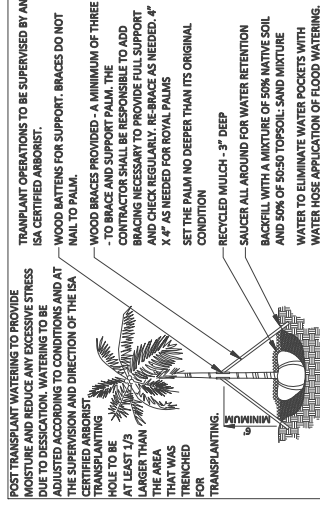 POST TRANSPLANT WATERING TO PROVIDE
MOISTURE AND REDUCE ANY EXCESSIVE STRESS
DUE TO DESSICATION. WATERING TO BE
ADJUSTED ACCORDING TO CONDITIONS AND AT
THE SUPERVISION AND DIRECTION OF THE ISA
CERTIFIED ARBORIST.
TRANSPLANTING
HOLE TO BE
AT LEAST 1/3
LARGER THAN
THE AREA
THAT WAS
TRENCHED
FOR
TRANSPLANTING.
6'
MINIMUM
TRANPLANT OPERATIONS TO BE SUPERVISED BY AN
ISA CERTIFIED ARBORIST.
WOOD BATTENS FOR SUPPORT. BRACES DO NOT
NAIL TO PALM.
WOOD BRACES PROVIDED - A MINIMUM OF THREE
- TO BRACE AND SUPPORT PALM. THE
CONTRACTOR SHALL BE RESPONSIBLE TO ADD
BRACING NECESSARY TO PROVIDE FULL SUPPORT
AND CHECK REGULARLY. RE-BRACE AS NEEDED. 4"
X 4" AS NEEDED FOR ROYAL PALMS
SET THE PALM NO DEEPER THAN ITS ORIGINAL
CONDITION
RECYCLED MULCH - 3" DEEP
SAUCER ALL AROUND FOR WATER RETENTION
BACKFILL WITH A MIXTURE OF 50% NATIVE SOIL
AND 50% OF 50:50 TOPSOIL: SAND MIXTURE
WATER TO ELIMINATE WATER POCKETS WITH
WATER HOSE APPLICATION OF FLOOD WATERING.